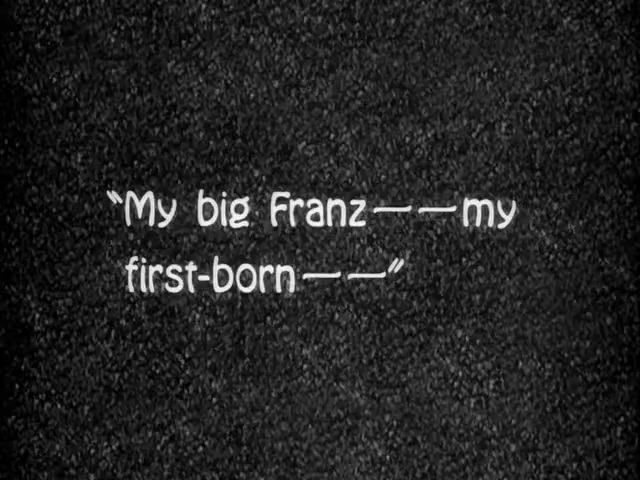 “My big Franz——my
first-born——”